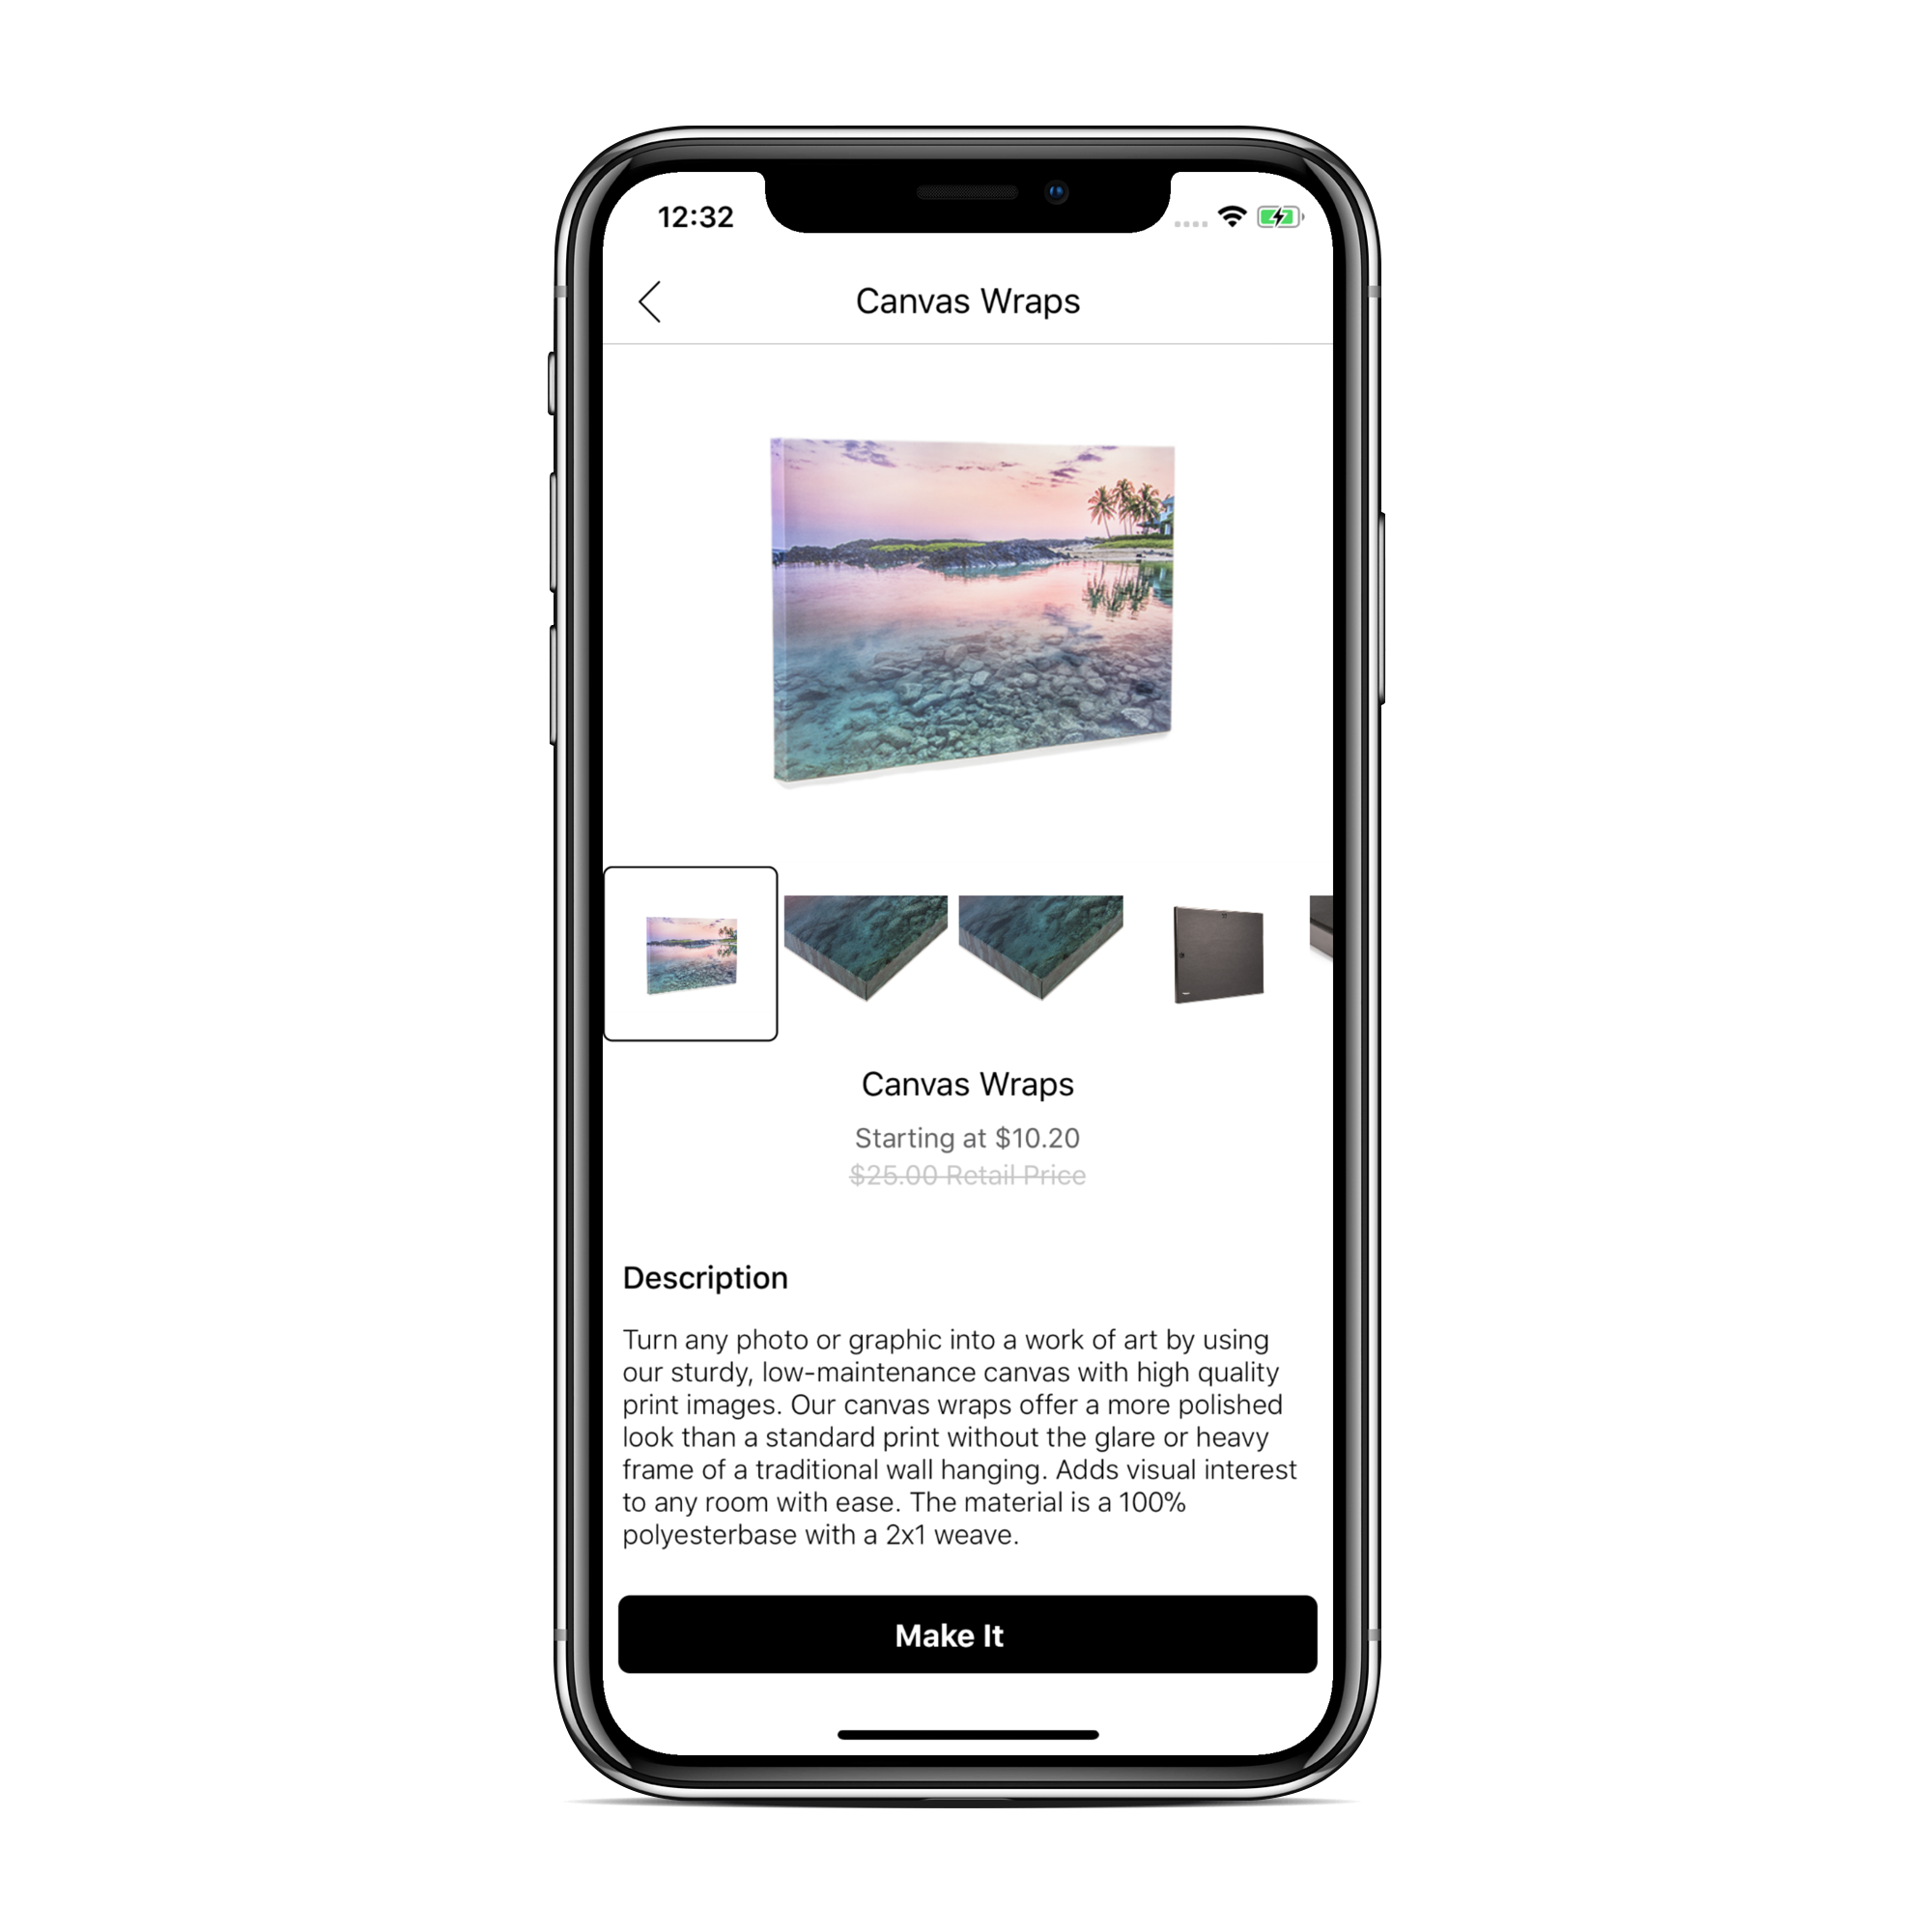 12:32
Canvas Wraps
Canvas Wraps
Starting at $10.20
$25.00 Retail Price
Description
Turn any photo or graphic into a work of art by using
our sturdy, low-maintenance canvas with high quality
print images. Our canvas wraps offer a more polished
look than a standard print without the glare or heavy
frame of a traditional wall hanging. Adds visual interest
to any room with ease. The material is a 100%
polyesterbase with a 2x1 weave.
Make It